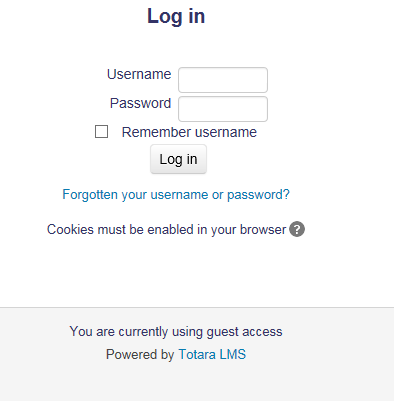 Log in
Username
Password
Remember username
Log in
Forgotten your username or password?
Cookies must be enabled in your browser ?
You are currently using guest access
Powered by Totara LMS